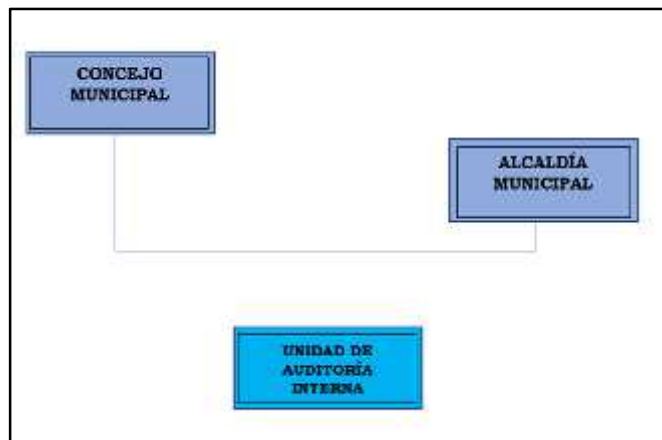 CONCEJO
MUNICIPAL
ALCALDÍA
MUNICIPAL
UNIDAD DE
AUDITORÍA
INTERNA